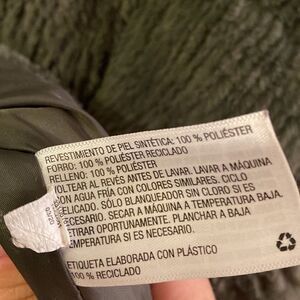 REVESTIMIENTO DE PIEL SINTÉTICA: 100 % POLIÉSTER
FORRO: 100 % POLIÉSTER RECICLADO
RELLENO: 100 % POLIÉSTER
VOLTEAR AL REVÉS ANTES DE LAVAR. LAVAR A MÁQUINA
CON AGUA FRÍA CON COLORES SIMILARES. CICLO
DELICADO. SÓLO BLANQUEADOR SIN CLORO SI ES
NECESARIO. SECAR A MÁQUINA A TEMPERATURA BAJA.
RETIRAR OPORTUNAMENTE. PLANCHAR A BAJA
TEMPERATURA SI ES NECESARIO.
ETIQUETA ELABORADA CON PLÁSTICO
100 % RECICLADO